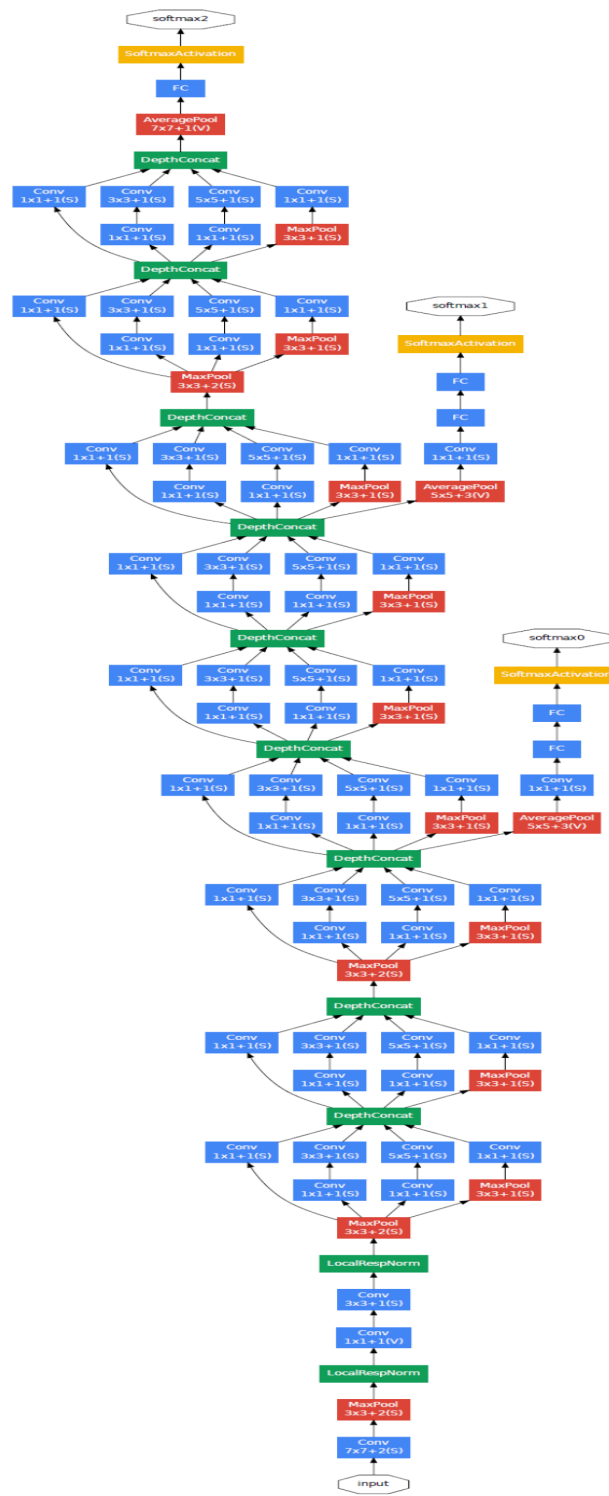 softmax2
SoftmaxActivation
FC
AveragePool
7x7+1(V)
DepthConcat
Conv Conv Conv Conv
1x1+1(S) 3x3+1(S) 5x5+1(S) 1x1+1(S)
Conv Conv MaxPool
1x1+1(S) 1x1+1(S) 3x3+1(S)
DepthConcat
Conv Conv Conv Conv
1x1+1(S) 3x3+1(S) 5x5+1(S) 1x1+1(S)
softmax1
Conv Conv MaxPool
1x1+1(S) 1x1+1(S) 3x3+1(S)
SoftmaxActivation
MaxPool
3x3+2(S)
FC
DepthConcat
FC
Conv Conv Conv Conv Conv
1x1+1(S) 3x3+1(S) 5x5+1(S) 1x1+1(S) 1x1+1(S)
Conv Conv MaxPool AveragePool
1x1+1(S) 1x1+1(S) 3x3+1(S) 5x5+3(V)
DepthConcat
Conv Conv Conv Conv
1x1+1(S) 3x3+1(S) 5x5+1(S) 1x1+1(S)
Conv Conv MaxPool
1x1+1(S) 1x1+1(S) 3x3+1(S)
DepthConcat
softmax0
Conv Conv Conv Conv
1x1+1(S) 3x3+1(S) 5x5+1(S) 1x1+1(S)
SoftmaxActivation
Conv Conv MaxPool
1x1+1(S) 1x1+1(S) 3x3+1(S)
FC
DepthConcat
FC
Conv Conv Conv Conv Conv
1x1+1(S) 3x3+1(S) 5x5+1(S) 1x1+1(S) 1x1+1(S)
Conv Conv MaxPool AveragePool
1x1+1(S) 1x1+1(S) 3x3+1(S) 5x5+3(V)
DepthConcat
Conv Conv Conv Conv
1x1+1(S) 3x3+1(S) 5x5+1(S) 1x1+1(S)
Conv Conv MaxPool
1x1+1(S) 1x1+1(S) 3x3+1(S)
MaxPool
3x3+2(S)
DepthConcat
Conv Conv Conv Conv
1x1+1(S) 3x3+1(S) 5x5+1(S) 1x1+1(S)
Conv Conv MaxPool
1x1+1(S) 1x1+1(S) 3x3+1(S)
DepthConcat
Conv Conv Conv Conv
1x1+1(S) 3x3+1(S) 5x5+1(S) 1x1+1(S)
Conv Conv MaxPool
1x1+1(S) 1x1+1(S) 3x3+1(S)
MaxPool
3x3+2(S)
LocalRespNorm
Conv
3x3+1(S)
Conv
1x1+1(V)
LocalRespNorm
MaxPool
3x3+2(S)
Conv
7x7+2(S)
input